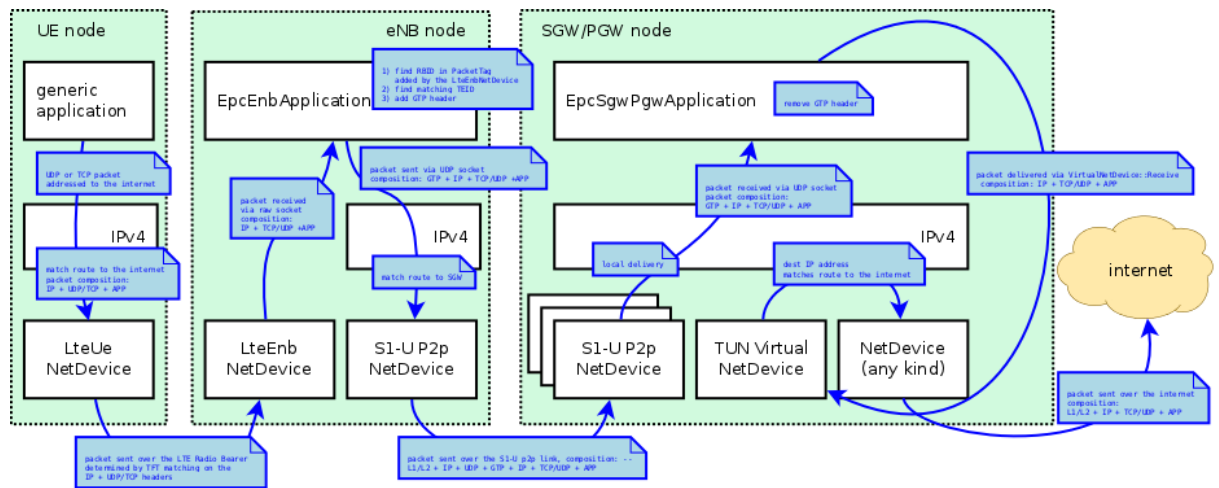 UE node
generic
application
UDP or TCP packet
addressed to the internet
IPv4
match route to the internet
packet composition:
IP + UDP/TCP + APP
LteUe
NetDevice
packet sent over the LTE Radio Bearer
determined by TFT matching on the
IP + UDP/TCP headers
eNB node
EpcEnbApplication
1) find RBID in PacketTag
added by the LteEnbNetDevice
2) find matching TEID
3) add GTP header
packet sent via UDP socket
composition: GTP + IP + TCP/UDP +APP
packet received
via raw socket
composition:
IP + TCP/UDP +APP
IPv4
match route to SGW
LteEnb
NetDevice
S1-U P2p
NetDevice
packet sent over the S1-U p2p link, composition: --
L1/L2 + IP + UDP + GTP + IP + TCP/UDP + APP
SGW/PGW node
EpcSgwPgwApplication
remove GTP header
packet delivered via VirtualNetDevice::Receive
composition: IP + TCP/UDP + APP
packet received via UDP socket
packet composition:
GTP + IP + TCP/UDP + APP
IPv4
local delivery
dest IP address
matches route to the internet
S1-U P2p
NetDevice
TUN Virtual
NetDevice
NetDevice
(any kind)
internet
packet sent over the internet
composition:
L1/L2 + IP + TCP/UDP + APP